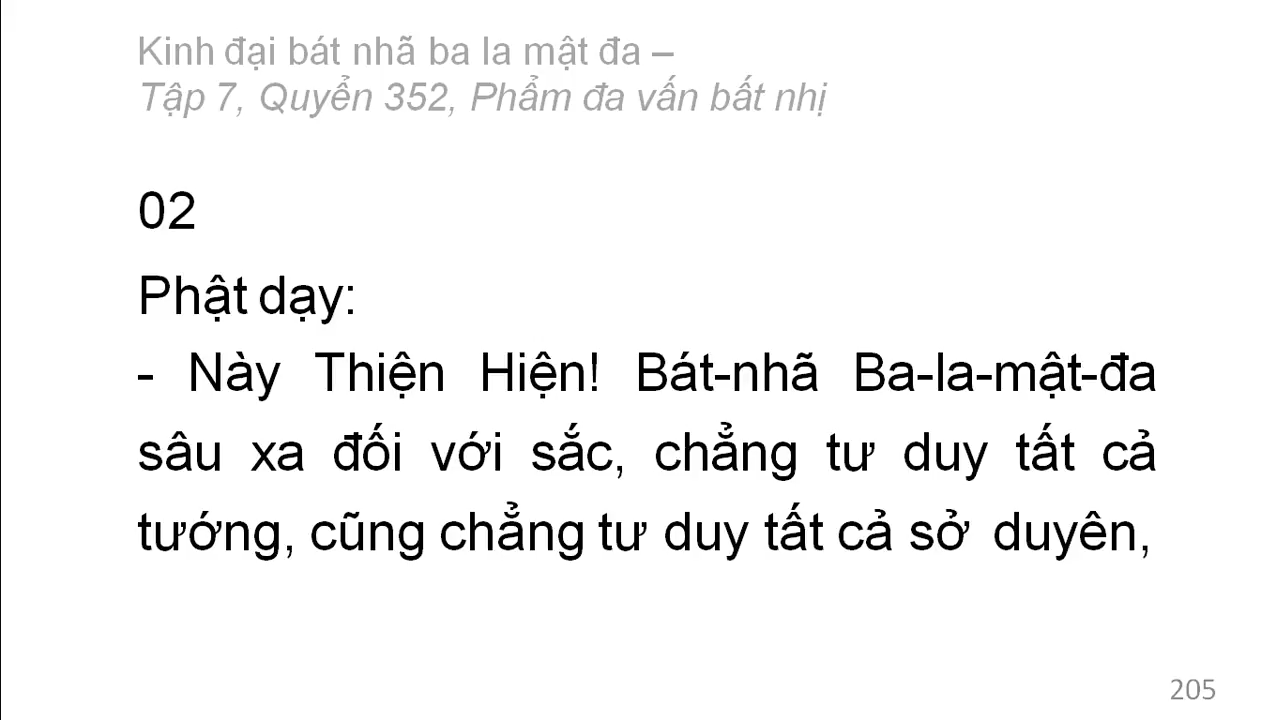 Kinh đại bát nhã ba la mật đa –
Tập 7, Quyển 352, Phẩm đa vấn bất nhị
02
Phật dạy:
- Này Thiện Hiện! Bát-nhã Ba-la-mật-đa
sâu xa đối với sắc, chẳng tư duy tất cả
tướng, cũng chẳng tư duy tất cả sở duyên,
205